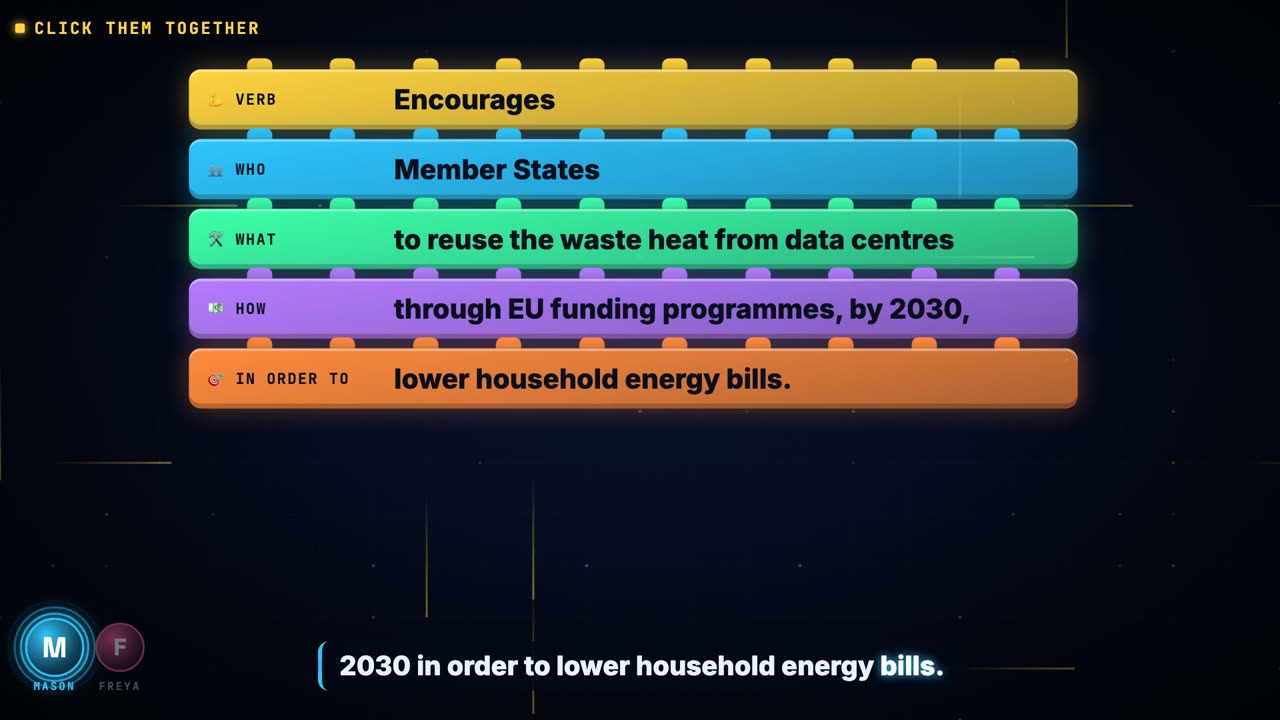 CLICK THEM TOGETHER
VERB Encourages
WHO Member States
WHAT to reuse the waste heat from data centres
HOW through EU funding programmes, by 2030,
IN ORDER TO lower household energy bills.
M F
MASON FREYA
2030 in order to lower household energy bills.